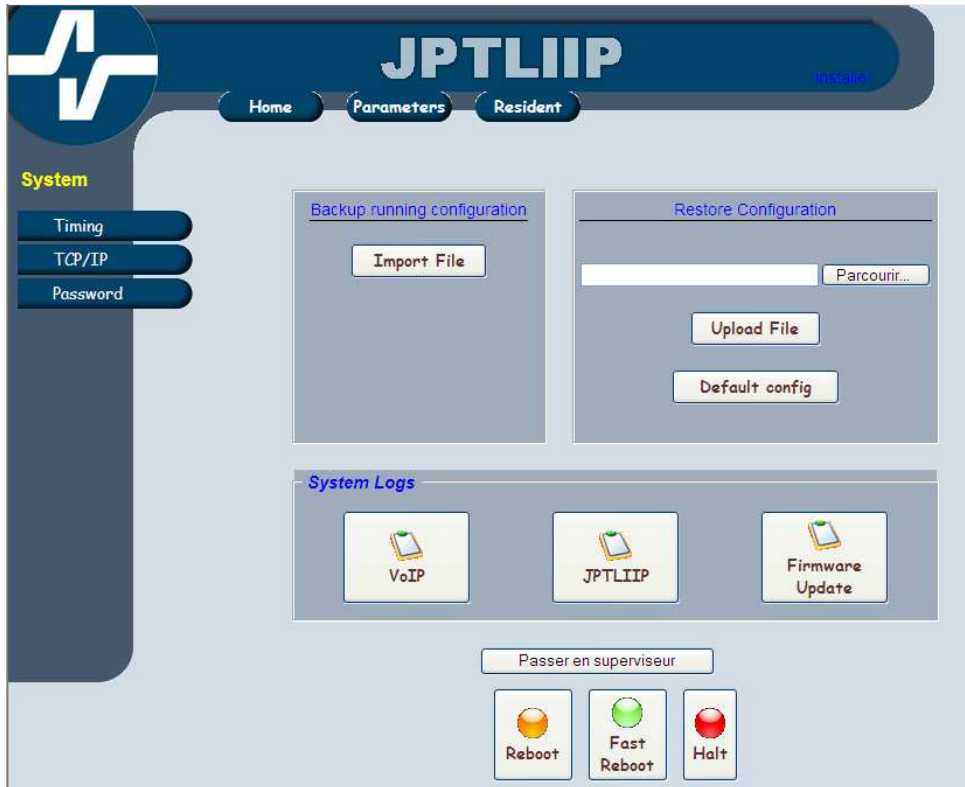 JPTLIIP
Installer
Home Parameters Resident
System
Timing
TCP/IP
Password
Backup running configuration
Import File
Restore Configuration
Parcourir...
Upload File
Default config
System Logs
VoIP
JPTLIIP
Firmware
Update
Passer en superviseur
Reboot
Fast
Reboot
Halt